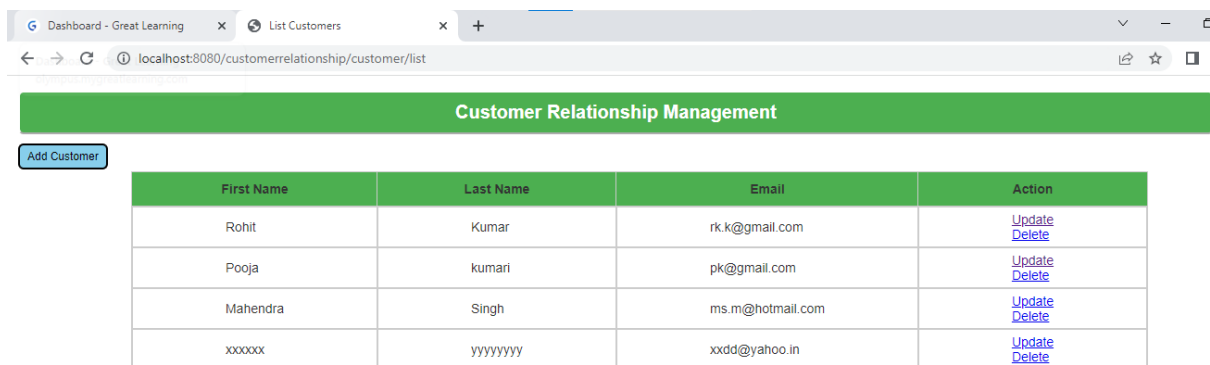 Dashboard - Great Learning List Customers
localhost:8080/customerrelationship/customer/list
Customer Relationship Management
Add Customer
First Name Last Name Email Action
Rohit Kumar rk.k@gmail.com Update
Delete
Pooja kumari pk@gmail.com Update
Delete
Mahendra Singh ms.m@hotmail.com Update
Delete
xxxxxx yyyyyyyy xxdd@yahoo.in Update
Delete